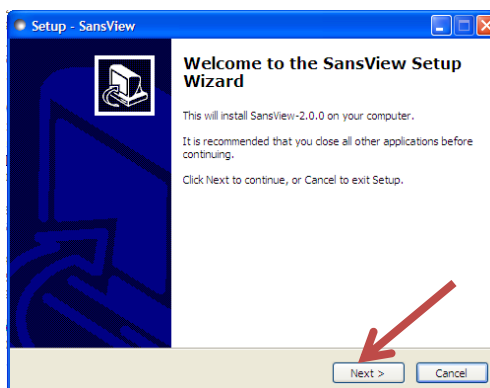 Setup - SansView
Welcome to the SansView Setup
Wizard
This will install SansView-2.0.0 on your computer.
It is recommended that you close all other applications before
continuing.
Click Next to continue, or Cancel to exit Setup.
Next >
Cancel